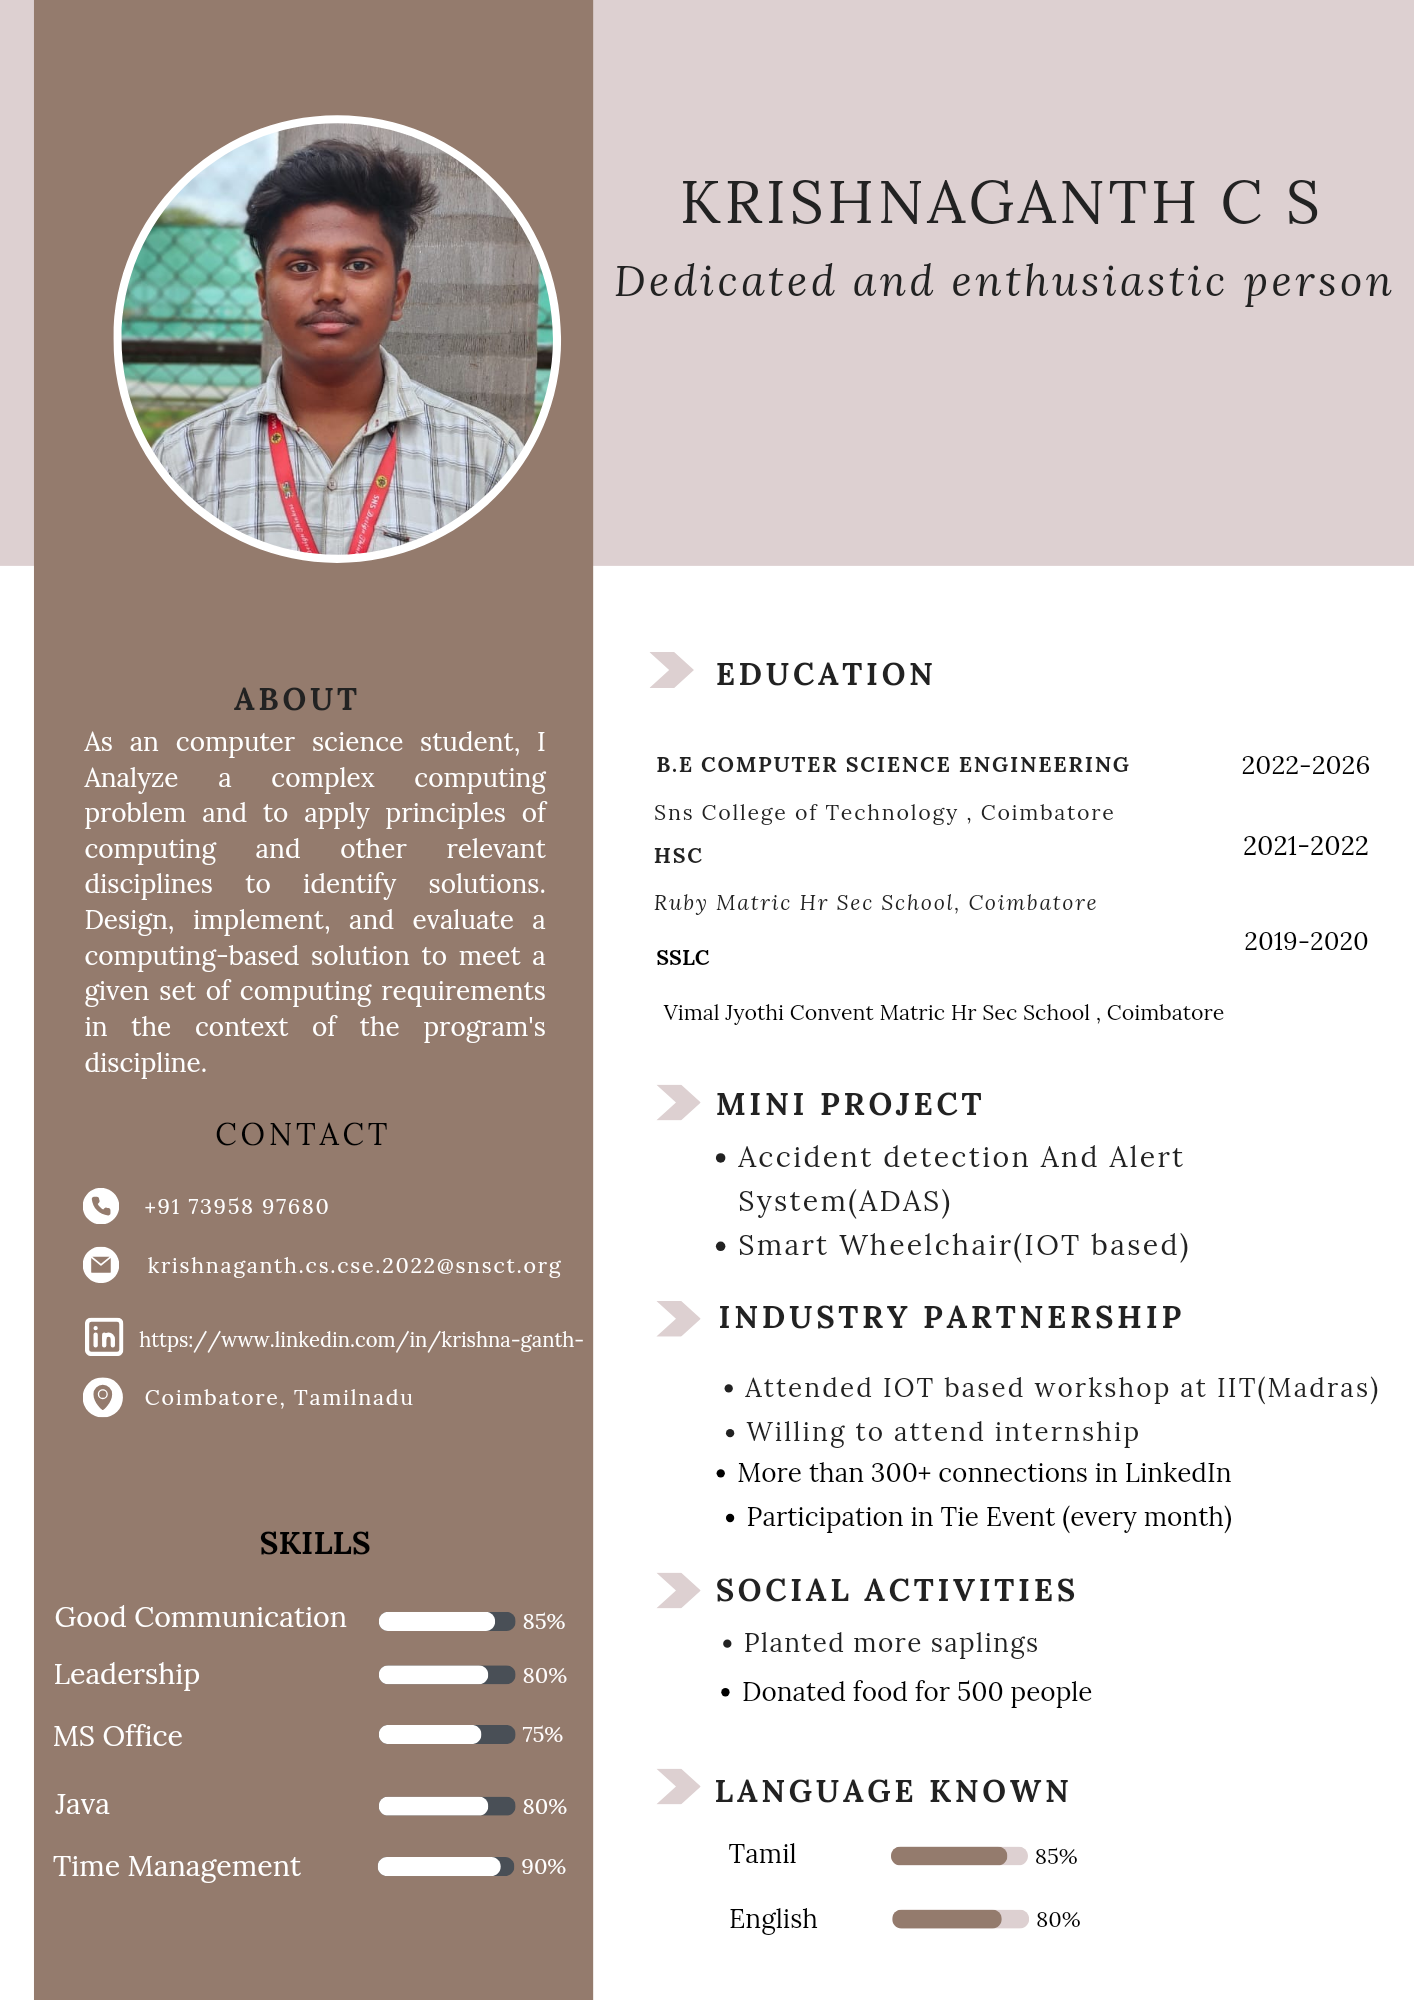 KRISHNAGANTH C S
Dedicated and enthusiastic person
ABOUT
As an computer science student, I
Analyze a complex computing
problem and to apply principles of
computing and other relevant
disciplines to identify solutions.
Design, implement, and evaluate a
computing-based solution to meet a
given set of computing requirements
in the context of the program's
discipline.
CONTACT
+91 73958 97680
krishnaganth.cs.cse.2022@snsct.org
https://www.linkedin.com/in/krishna-ganth-
Coimbatore, Tamilnadu
SKILLS
Good Communication 85%
Leadership 80%
MS Office 75%
Java 80%
Time Management 90%
EDUCATION
B.E COMPUTER SCIENCE ENGINEERING 2022-2026
Sns College of Technology , Coimbatore
HSC 2021-2022
Ruby Matric Hr Sec School, Coimbatore
SSLC 2019-2020
Vimal Jyothi Convent Matric Hr Sec School , Coimbatore
MINI PROJECT
• Accident detection And Alert
System(ADAS)
• Smart Wheelchair(IOT based)
INDUSTRY PARTNERSHIP
• Attended IOT based workshop at IIT(Madras)
• Willing to attend internship
• More than 300+ connections in LinkedIn
• Participation in Tie Event (every month)
SOCIAL ACTIVITIES
• Planted more saplings
• Donated food for 500 people
LANGUAGE KNOWN
Tamil 85%
English 80%